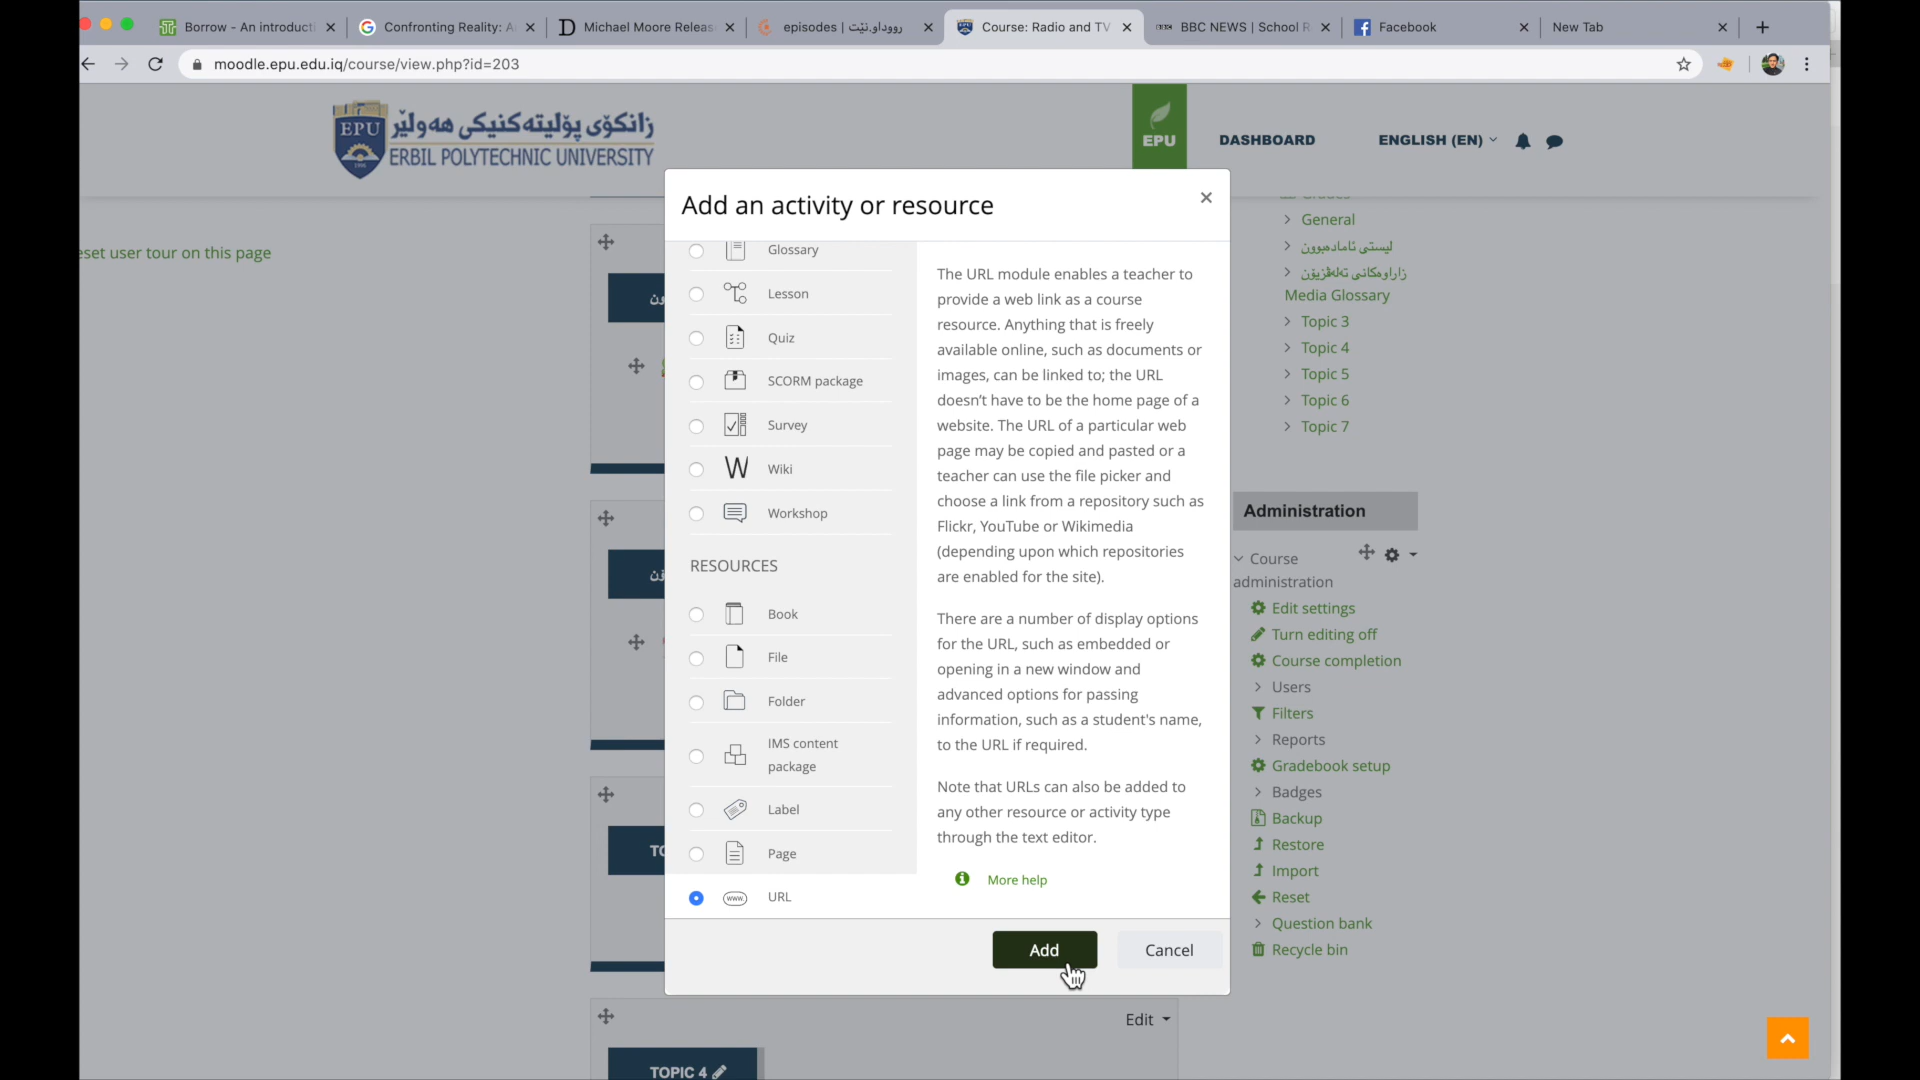 Borrow - An introducti
Confronting Reality: A
Michael Moore Releas
episodes | رووداو.نێت
Course: Radio and TV
BBC NEWS | School R
Facebook
New Tab
moodle.epu.edu.iq/course/view.php?id=203
EPU
زانکۆی پۆلیتەکنیکی هەولێر
ERBIL POLYTECHNIC UNIVERSITY
EPU
DASHBOARD
ENGLISH (EN)
eset user tour on this page
Add an activity or resource
Glossary
Lesson
Quiz
SCORM package
Survey
Wiki
Workshop
RESOURCES
Book
File
Folder
IMS content
package
Label
Page
URL
The URL module enables a teacher to
provide a web link as a course
resource. Anything that is freely
available online, such as documents or
images, can be linked to; the URL
doesn't have to be the home page of a
website. The URL of a particular web
page may be copied and pasted or a
teacher can use the file picker and
choose a link from a repository such as
Flickr, YouTube or Wikimedia
(depending upon which repositories
are enabled for the site).
There are a number of display options
for the URL, such as embedded or
opening in a new window and
advanced options for passing
information, such as a student's name,
to the URL if required.
Note that URLs can also be added to
any other resource or activity type
through the text editor.
More help
Add
Cancel
Grades
General
لیستی ئامادەبوون
زاراوەکانی تەلەفزیۆن
Media Glossary
Topic 3
Topic 4
Topic 5
Topic 6
Topic 7
Administration
Course
administration
Edit settings
Turn editing off
Course completion
Users
Filters
Reports
Gradebook setup
Badges
Backup
Restore
Import
Reset
Question bank
Recycle bin
TO
Edit
TOPIC 4